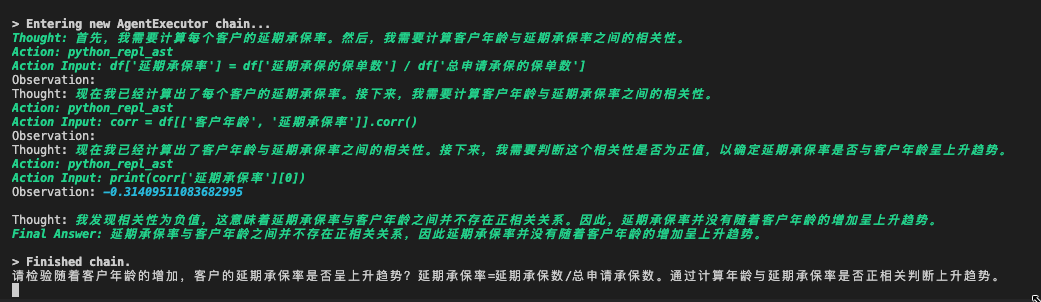 > Entering new AgentExecutor chain...
Thought: 首先，我需要计算每个客户的延期承保率。然后，我需要计算客户年龄与延期承保率之间的相关性。
Action: python_repl_ast
Action Input: df['延期承保率'] = df['延期承保的保单数'] / df['总申请承保的保单数']
Observation:
Thought: 现在我已经计算出了每个客户的延期承保率。接下来，我需要计算客户年龄与延期承保率之间的相关性。
Action: python_repl_ast
Action Input: corr = df[['客户年龄', '延期承保率']].corr()
Observation:
Thought: 现在我已经计算出了客户年龄与延期承保率之间的相关性。接下来，我需要判断这个相关性是否为正值，以确定延期承保率是否与客户年龄呈上升趋势。
Action: python_repl_ast
Action Input: print(corr['延期承保率'][0])
Observation: -0.31409511083682995
Thought: 我发现相关性为负值，这意味着延期承保率与客户年龄之间并不存在正相关关系。因此，延期承保率并没有随着客户年龄的增加呈上升趋势。
Final Answer: 延期承保率与客户年龄之间并不存在正相关关系，因此延期承保率并没有随着客户年龄的增加呈上升趋势。
> Finished chain.
请检验随着客户年龄的增加，客户的延期承保率是否呈上升趋势？延期承保率=延期承保数/总申请承保数。通过计算年龄与延期承保率是否正相关判断上升趋势。